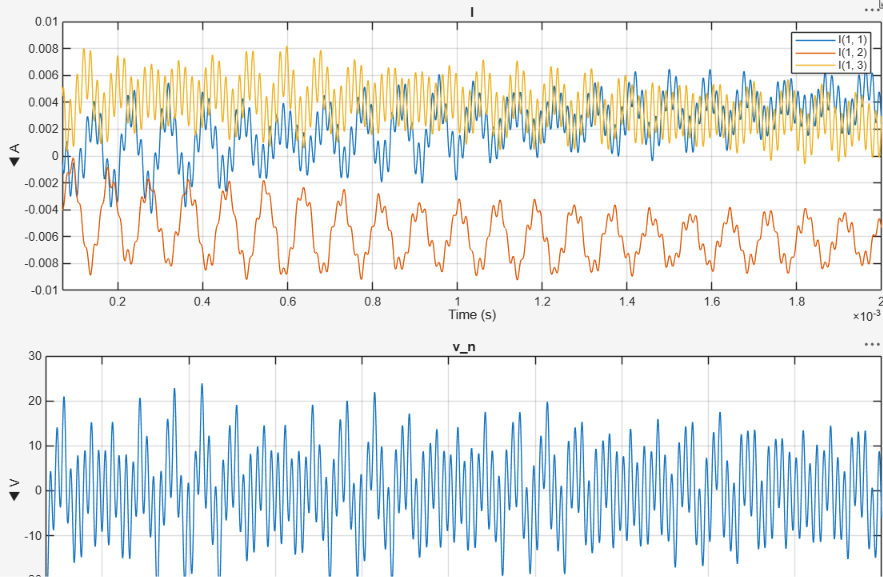 I
0.01
0.008
0.006
0.004
0.002
0
-0.002
-0.004
-0.006
-0.008
-0.01
◀ A
I(1, 1)
I(1, 2)
I(1, 3)
0.2 0.4 0.6 0.8 1 1.2 1.4 1.6 1.8 2
Time (s)
×10-3
v_n
30
20
10
0
-10
◀ V